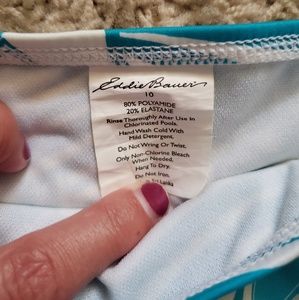 Eddie Bauer
10
80% POLYAMIDE
20% ELASTANE
Rinse Thoroughly After Use In
Chlorinated Pools.
Hand Wash Cold With
Mild Detergent.
Do Not Wring Or Twist.
Only Non-Chlorine Bleach
When Needed.
Hang To Dry.
Do Not Iron.
Lanka